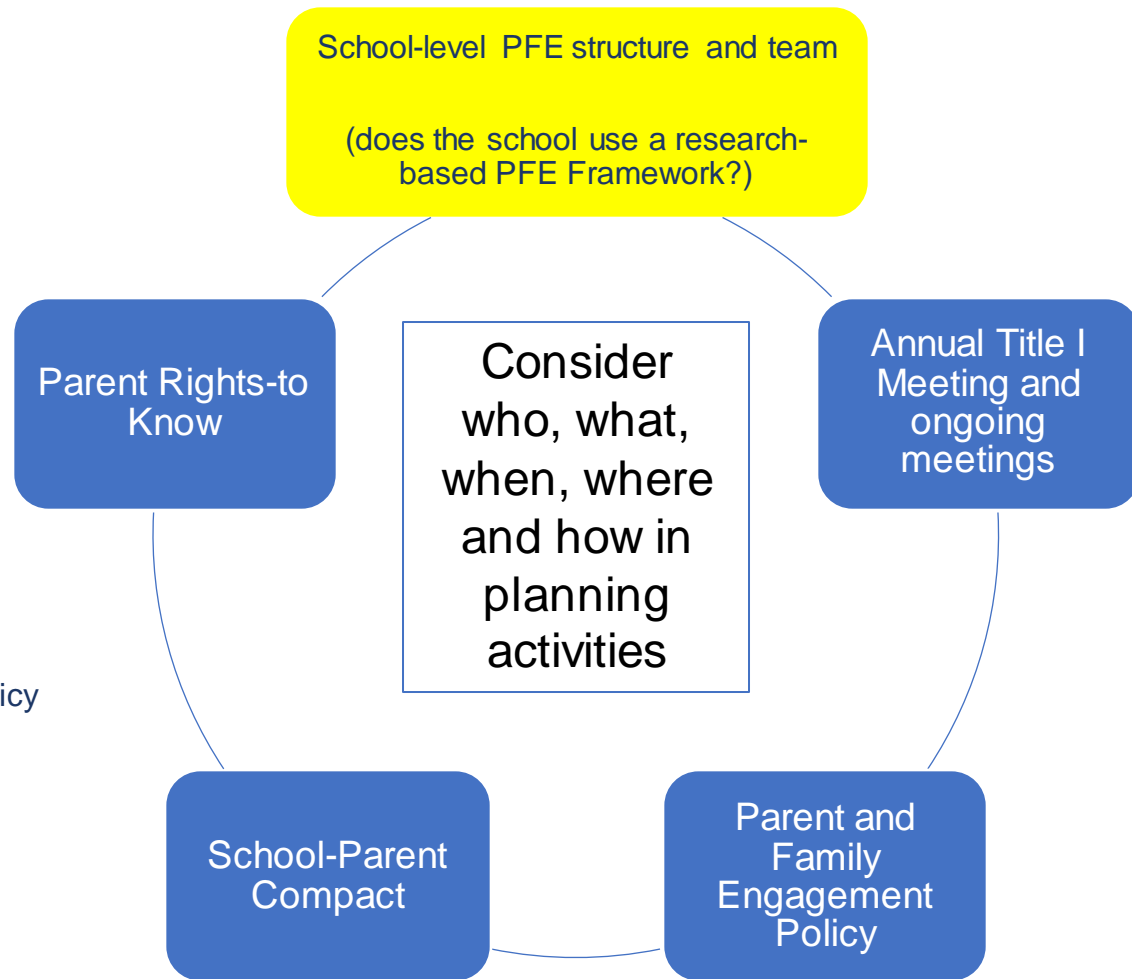 School-level PFE structure and team
(does the school use a research-
based PFE Framework?)
Parent Rights-to
Know
Consider
who, what,
when, where
and how in
planning
activities
Annual Title I
Meeting and
ongoing
meetings
icy
School-Parent
Compact
Parent and
Family
Engagement
Policy